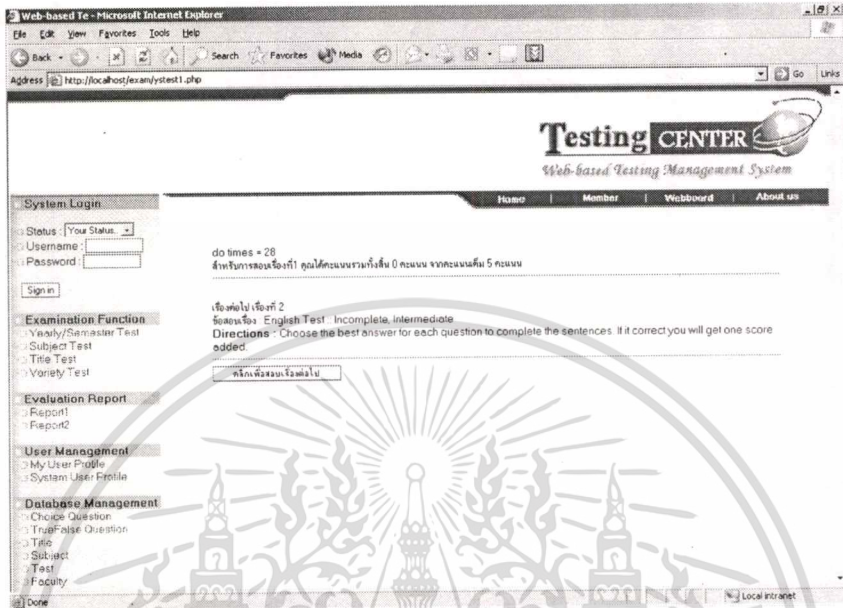 Web-based Te - Microsoft Internet Explorer
File Edit View Favorites Tools Help
Back Search Favorites Media
Address http://localhost/exam/ystest1.php Go Links
Testing CENTER
Web-based Testing Management System
Home | Member | Webboard | About us
System Login
Status : Your Status..
Username :
Password :
Sign in
Examination Function
Yearly/Semester Test
Subject Test
Title Test
Variety Test
Evaluation Report
Report1
Report2
User Management
My User Profile
System User Profile
Database Management
Choice Question
TrueFalse Question
Title
Subject
Test
Faculty
do times = 28
สำหรับการสอบเรื่องที่1 คุณได้คะแนนรวมทั้งสิ้น 0 คะแนน จากคะแนนเต็ม 5 คะแนน
เรื่องต่อไป เรื่องที่ 2
ข้อสอบเรื่อง English Test : Incomplete, Intermediate
Directions : Choose the best answer for each question to complete the sentences. If it correct you will get one score
added.
คลิกเพื่อสอบเรื่องต่อไป
Done Local intranet